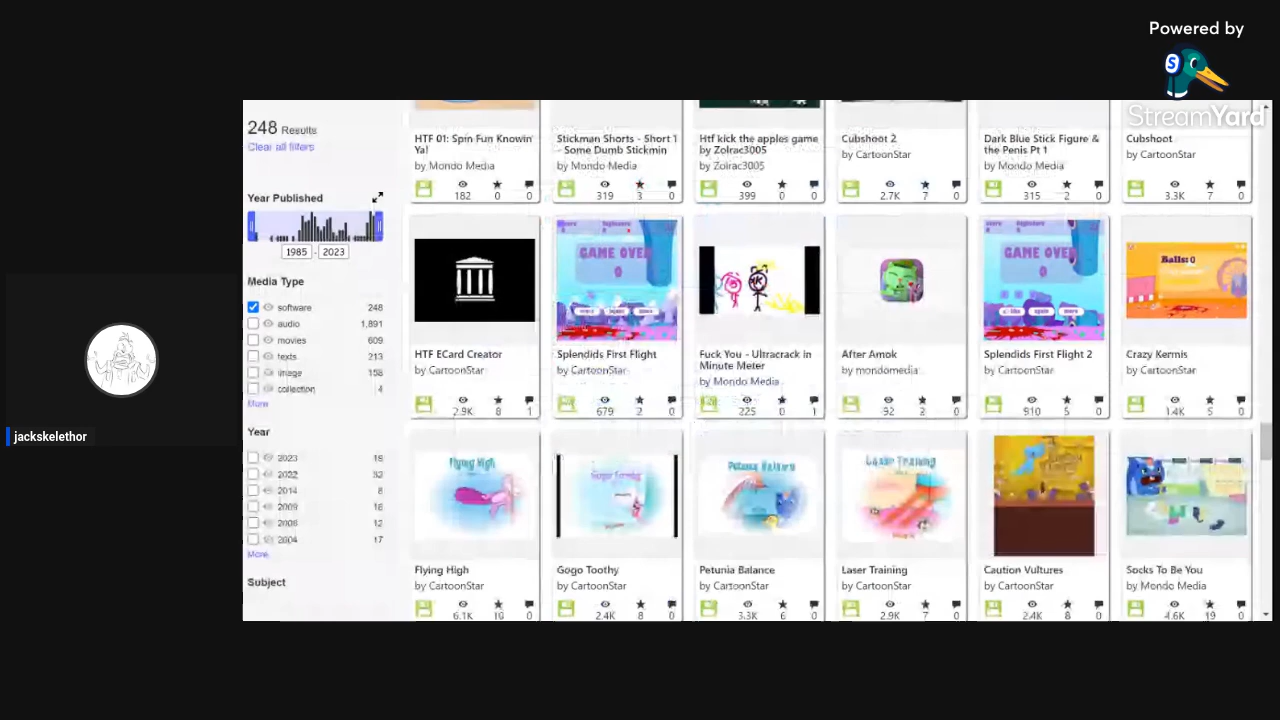 Powered by
S
StreamYard
jackskelethor
248 Results
Clear all filters
Year Published
1985 - 2023
Media Type
software 248
audio 1,891
movies 609
texts 213
image 158
collection 4
More
Year
2023 18
2022 32
2014 8
2009 16
2008 12
2004 17
More
Subject
HTF 01: Spin Fun Knowin'
Ya!
by Mondo Media
182 0 0
Stickman Shorts - Short 1
- Some Dumb Stickmin
by Mondo Media
319 3 0
Htf kick the apples game
by Zolrac3005
by Zolrac3005
399 0 0
Cubshoot 2
by CartoonStar
2.7K 7 0
Dark Blue Stick Figure &
the Penis Pt 1
by Mondo Media
315 2 0
Cubshoot
by CartoonStar
3.3K 7 0
HTF ECard Creator
by CartoonStar
2.9K 8 1
GAME OVER
0
Splendids First Flight
by CartoonStar
679 2 0
Fuck You - Ultracrack in
Minute Meter
by Mondo Media
225 0 1
After Amok
by mondomedia
92 2 0
GAME OVER
0
Splendids First Flight 2
by CartoonStar
910 5 0
Balls: 0
Crazy Kermis
by CartoonStar
1.4K 5 0
Flying High
Flying High
by CartoonStar
6.1K 10 0
Gogo Toothy
by CartoonStar
2.4K 8 0
Petunia Balance
Petunia Balance
by CartoonStar
3.3K 6 0
Laser Training
Laser Training
by CartoonStar
2.9K 7 0
Caution Vultures
by CartoonStar
2.4K 8 0
Socks To Be You
by Mondo Media
4.6K 19 0